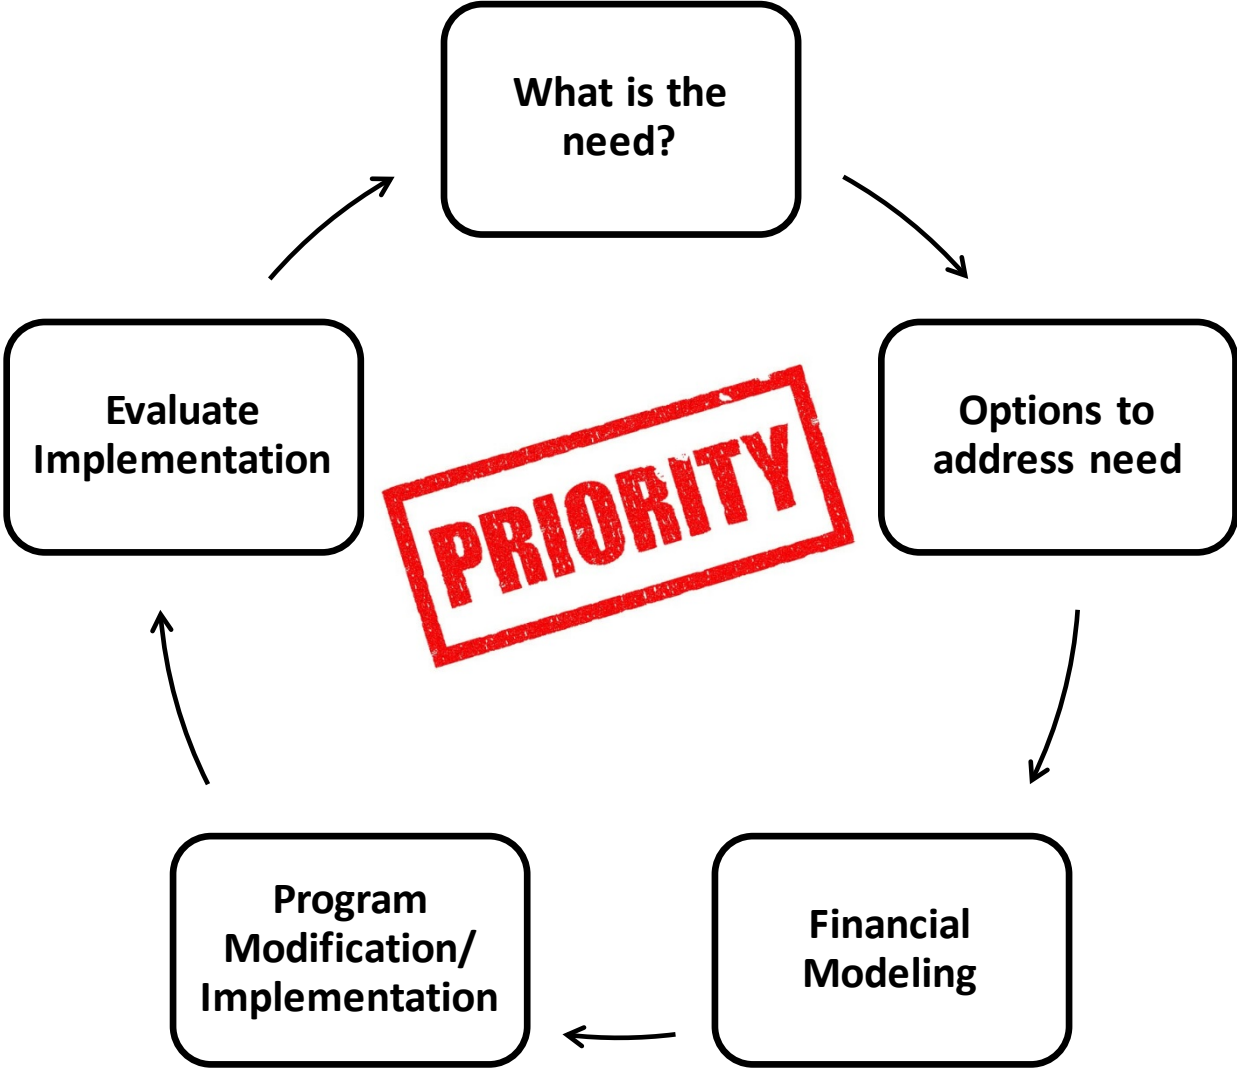 What is the
need?
Options to
address need
Financial
Modeling
Program
Modification/
Implementation
Evaluate
Implementation
PRIORITY